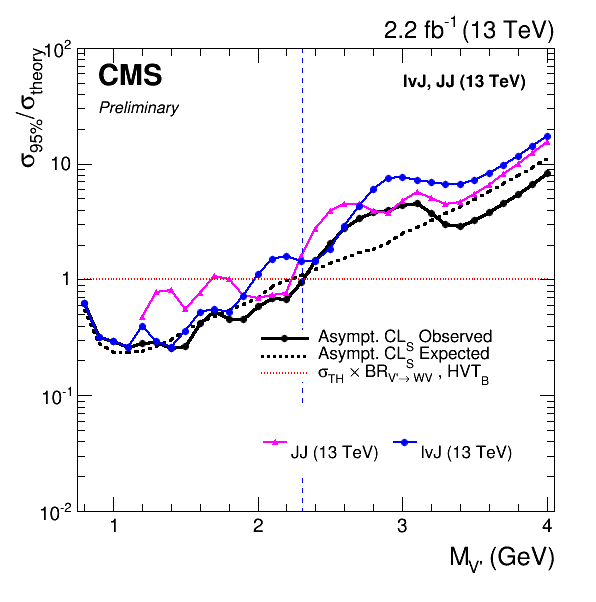 2.2 fb⁻¹ (13 TeV)
CMS
Preliminary
lνJ, JJ (13 TeV)
σ95%/σtheory
10²
10
1
10⁻¹
10⁻²
Asympt. CLS Observed
Asympt. CLS Expected
σTH × BRV'→ WV , HVTB
JJ (13 TeV)
lνJ (13 TeV)
1
2
3
4
MV' (GeV)